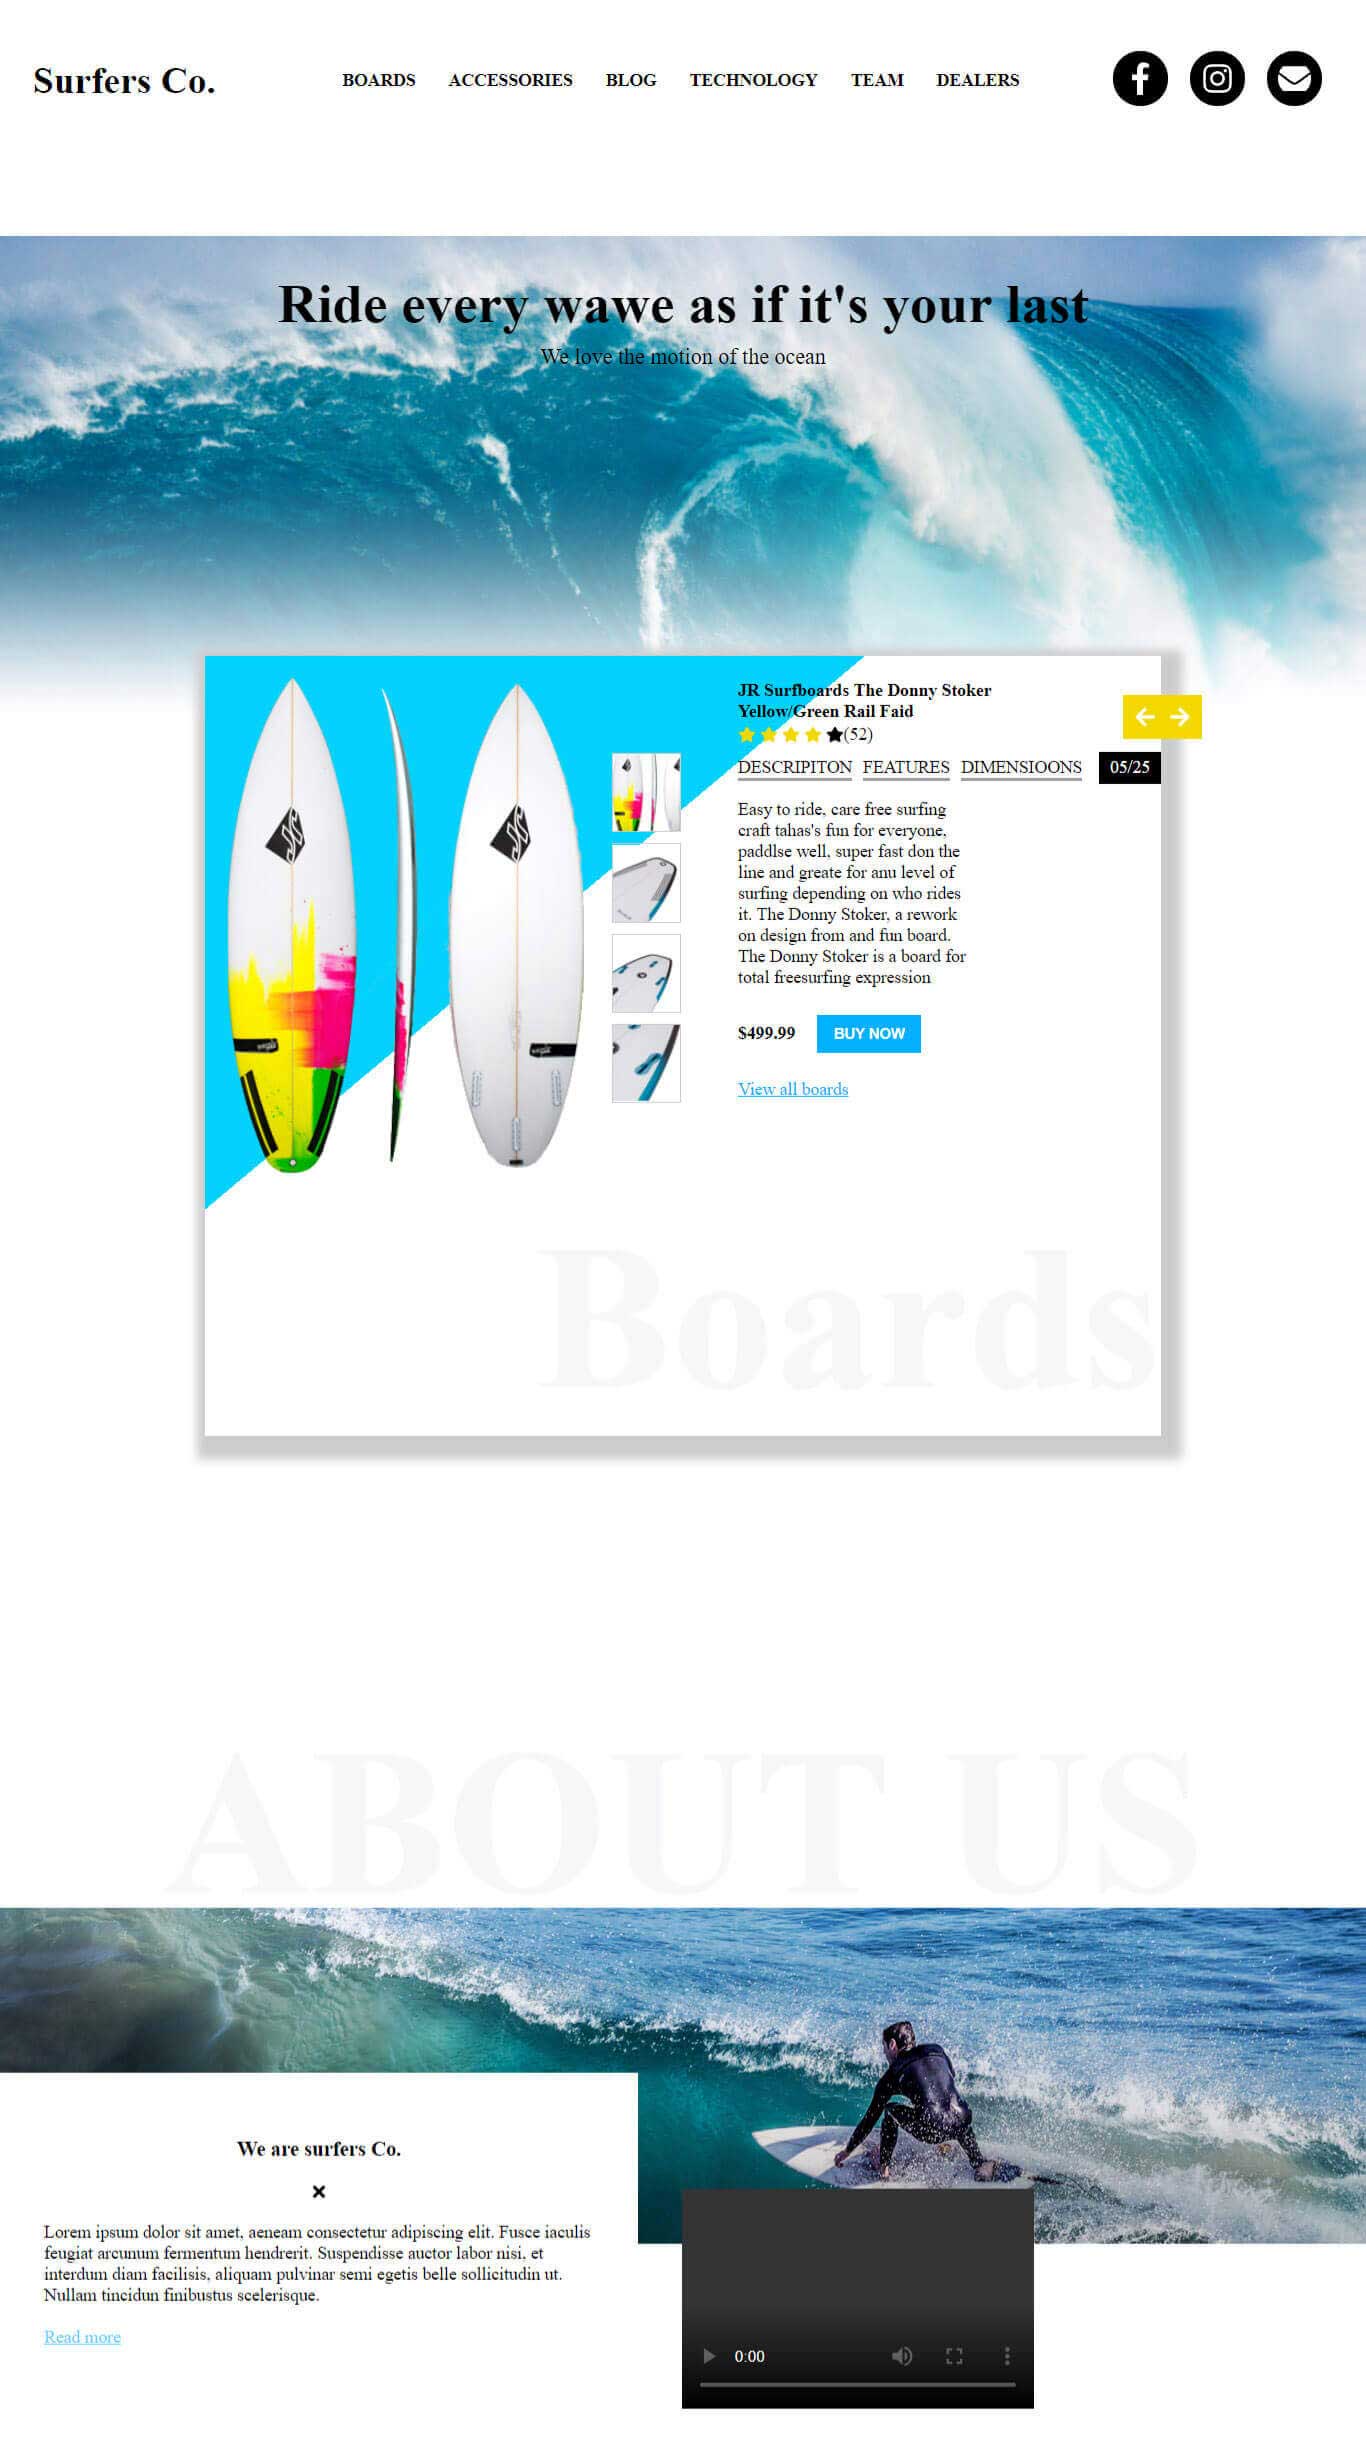 Surfers Co.
BOARDS ACCESSORIES BLOG TECHNOLOGY TEAM DEALERS
Ride every wawe as if it's your last
We love the motion of the ocean
JR Surfboards The Donny Stoker
Yellow/Green Rail Faid
(52)
DESCRIPITON FEATURES DIMENSIOONS
05/25
Easy to ride, care free surfing
craft tahas's fun for everyone,
paddlse well, super fast don the
line and greate for anu level of
surfing depending on who rides
it. The Donny Stoker, a rework
on design from and fun board.
The Donny Stoker is a board for
total freesurfing expression
$499.99 BUY NOW
View all boards
Boards
ABOUT US
We are surfers Co.
Lorem ipsum dolor sit amet, aeneam consectetur adipiscing elit. Fusce iaculis
feugiat arcunum fermentum hendrerit. Suspendisse auctor labor nisi, et
interdum diam facilisis, aliquam pulvinar semi egetis belle sollicitudin ut.
Nullam tincidun finibustus scelerisque.
Read more
0:00